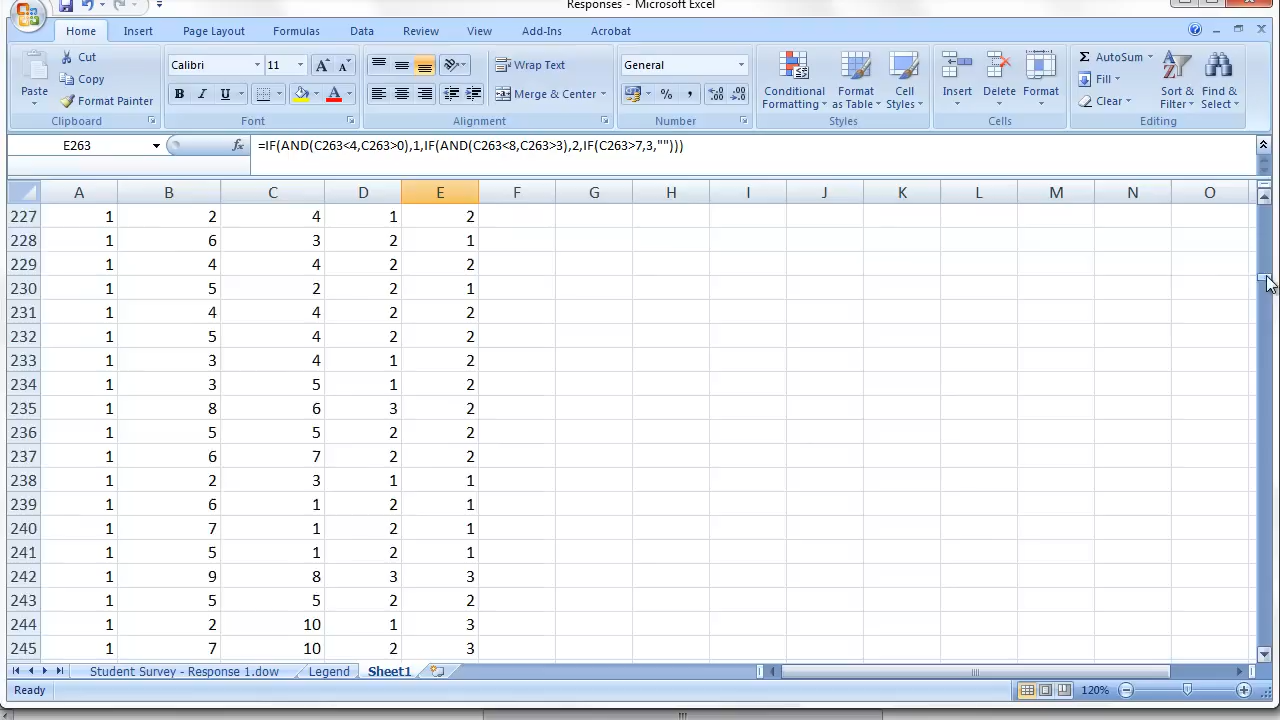 Responses - Microsoft Excel
Home Insert Page Layout Formulas Data Review View Add-Ins Acrobat
Cut
Copy
Paste
Format Painter
Clipboard
Calibri 11
B I U
Font
Wrap Text
Merge & Center
Alignment
General
$ % ,
Number
Conditional Formatting
Format as Table
Cell Styles
Styles
Insert Delete Format
Cells
AutoSum
Fill
Clear
Sort & Filter
Find & Select
Editing
E263 fx =IF(AND(C263<4,C263>0),1,IF(AND(C263<8,C263>3),2,IF(C263>7,3,"")))
A B C D E F G H I J K L M N O
227 1 2 4 1 2
228 1 6 3 2 1
229 1 4 4 2 2
230 1 5 2 2 1
231 1 4 4 2 2
232 1 5 4 2 2
233 1 3 4 1 2
234 1 3 5 1 2
235 1 8 6 3 2
236 1 5 5 2 2
237 1 6 7 2 2
238 1 2 3 1 1
239 1 6 1 2 1
240 1 7 1 2 1
241 1 5 1 2 1
242 1 9 8 3 3
243 1 5 5 2 2
244 1 2 10 1 3
245 1 7 10 2 3
Student Survey - Response 1.dow Legend Sheet1
Ready 120%